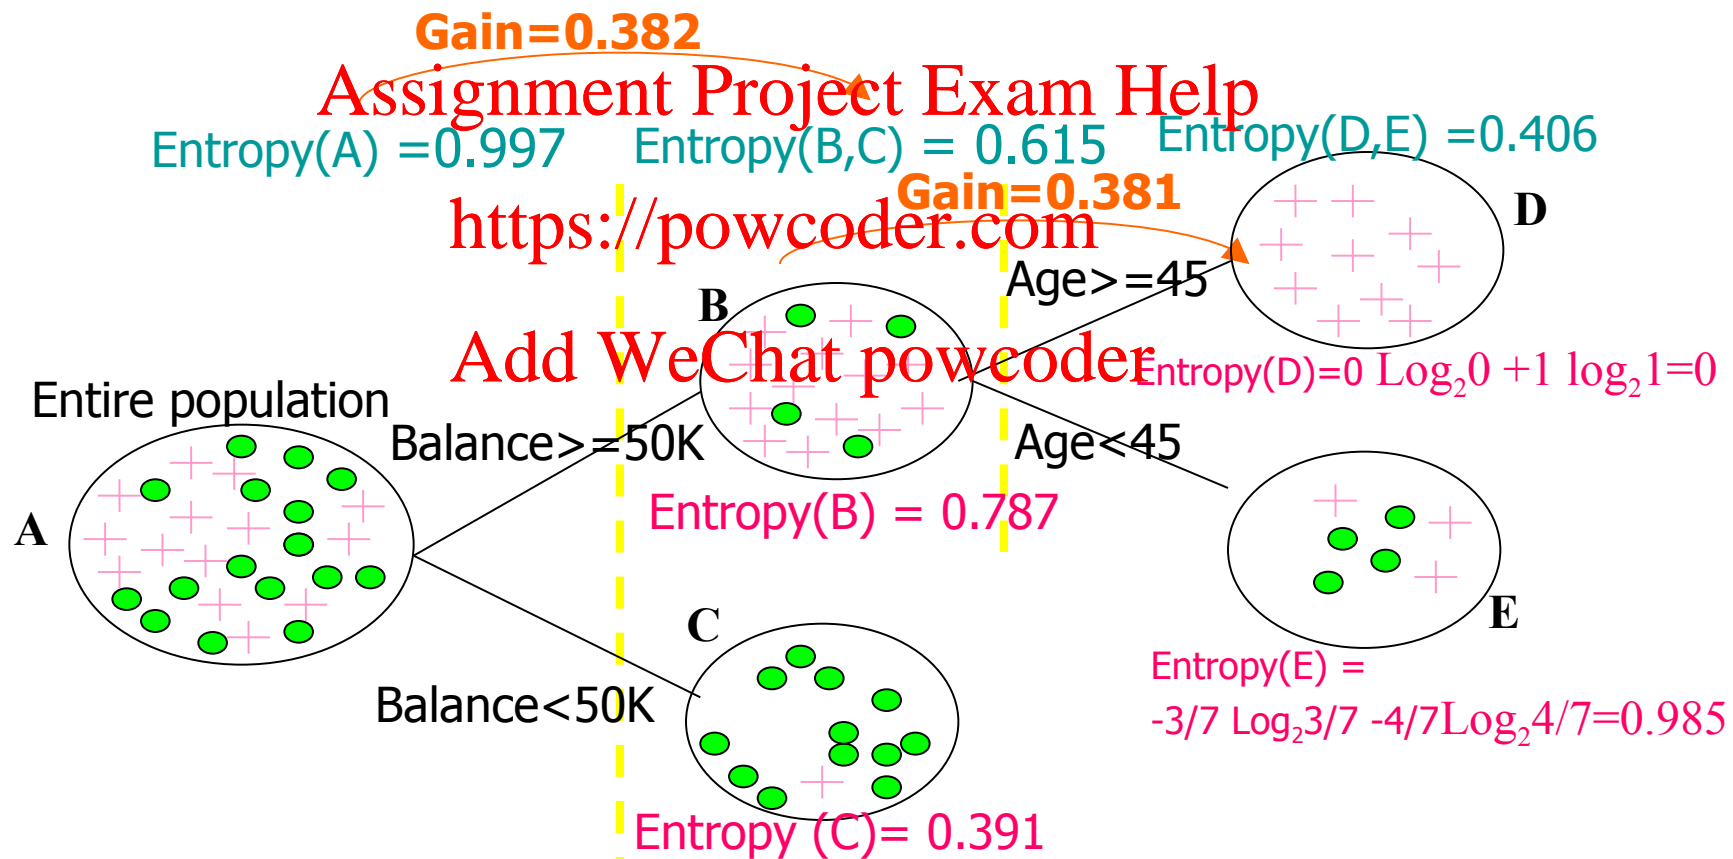 Gain=0.382
Assignment Project Exam Help
Entropy(A) =0.997
Entropy(B,C) = 0.615
Entropy(D,E) =0.406
Gain=0.381
https://powcoder.com
D
Age>=45
B
Add WeChat powcoder
Entropy(D)=0 Log₂0 +1 log₂1=0
Entire population
Balance>=50K
Age<45
Entropy(B) = 0.787
A
C
E
Entropy(E) =
-3/7 Log₂3/7 -4/7Log₂4/7=0.985
Balance<50K
Entropy (C)= 0.391